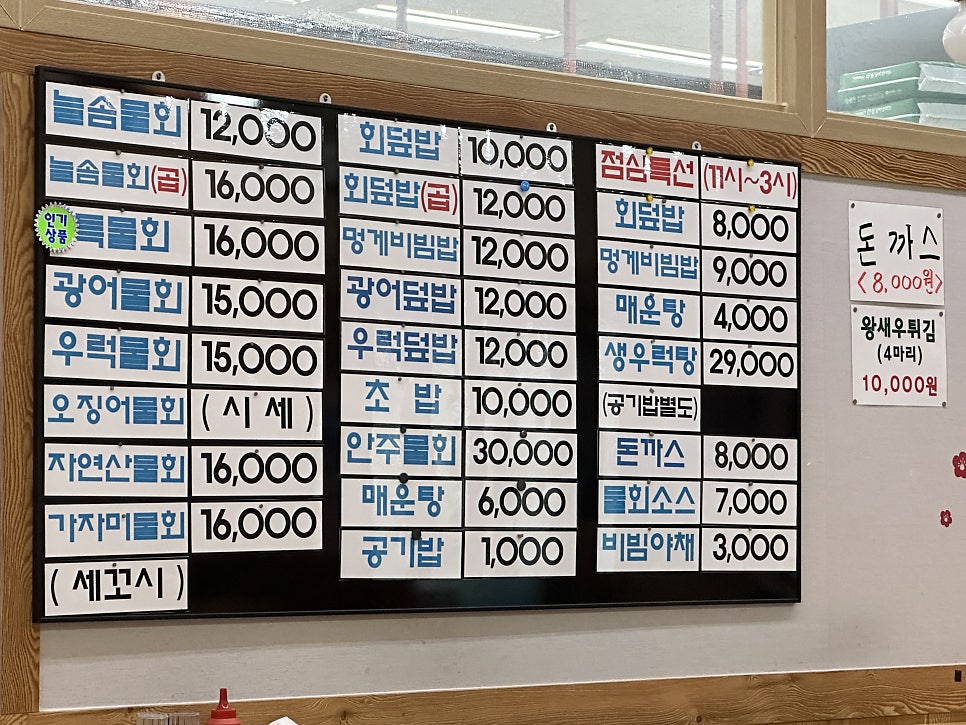 늘솜물회 12,000
늘솜물회(곱) 16,000
인기
상품
특물회 16,000
광어물회 15,000
우럭물회 15,000
오징어물회 (시세)
자연산물회 16,000
가자미물회 16,000
(세꼬시)
회덮밥 10,000
회덮밥(곱) 12,000
멍게비빔밥 12,000
광어덮밥 12,000
우럭덮밥 12,000
초 밥 10,000
안주물회 30,000
매운탕 6,000
공기밥 1,000
점심특선 (11시~3시)
회덮밥 8,000
멍게비빔밥 9,000
매운탕 4,000
생우럭탕 29,000
(공기밥별도)
돈까스 8,000
물회소스 7,000
비빔야채 3,000
돈까스
<8,000원>
왕새우튀김
(4마리)
10,000원